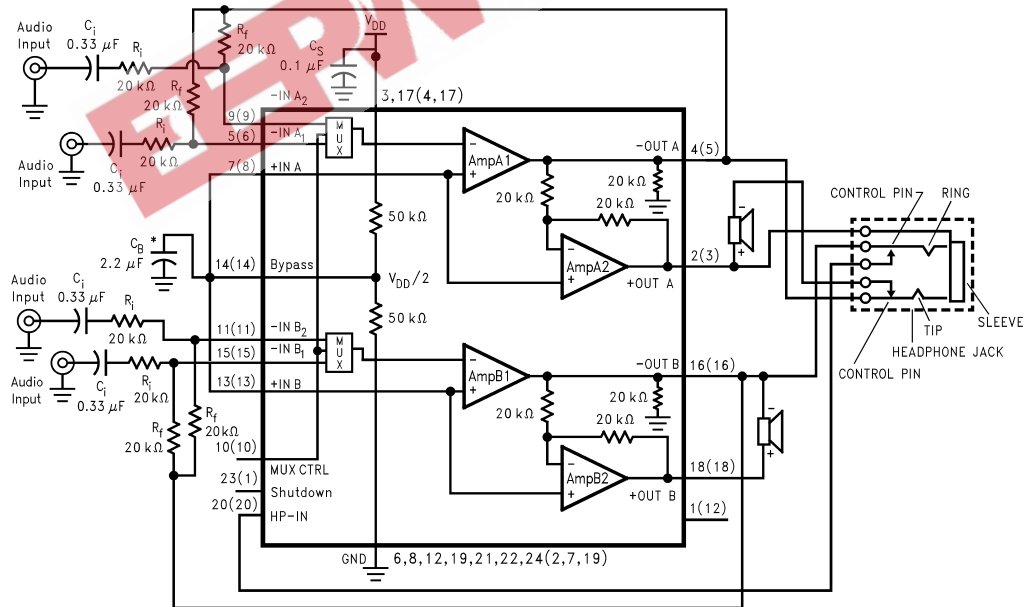 Audio
Input
Ci
0.33 μF
Ri
20 kΩ
Rf
20 kΩ
VDD
CS
0.1 μF
Rf
20 kΩ
Ri
20 kΩ
Audio
Input
Ci
0.33 μF
3,17(4,17)
-IN A2
9(9)
5(6)
-IN A1
7(8)
+IN A
MUX
AmpA1
-
+
-OUT A
4(5)
20 kΩ
20 kΩ
20 kΩ
50 kΩ
AmpA2
-
+
2(3)
+OUT A
-
+
CONTROL PIN
RING
SLEEVE
TIP
HEADPHONE JACK
CONTROL PIN
*
CB
2.2 μF
14(14)
Bypass
VDD/2
50 kΩ
Audio
Input
Ci
0.33 μF
Ri
20 kΩ
11(11)
-IN B2
15(15)
-IN B1
13(13)
+IN B
MUX
Audio
Input
Ci
0.33 μF
Ri
20kΩ
Rf
20kΩ
Rf
20 kΩ
AmpB1
-
+
-OUT B
16(16)
20 kΩ
20 kΩ
20 kΩ
-
+
AmpB2
-
+
18(18)
+OUT B
10(10)
MUX CTRL
23(1)
Shutdown
20(20)
HP-IN
1(12)
GND
6,8,12,19,21,22,24(2,7,19)